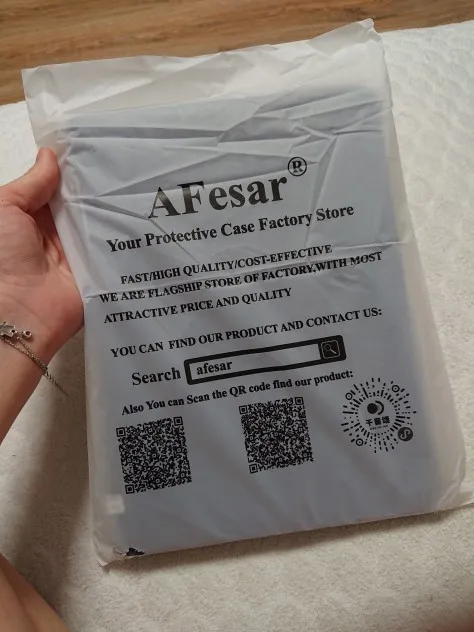 AFesar®
Your Protective Case Factory Store
FAST/HIGH QUALITY/COST-EFFECTIVE
WE ARE FLAGSHIP STORE OF FACTORY,WITH MOST
ATTRACTIVE PRICE AND QUALITY
YOU CAN FIND OUR PRODUCT AND CONTACT US:
Search afesar
Also You can Scan the QR code find our product: